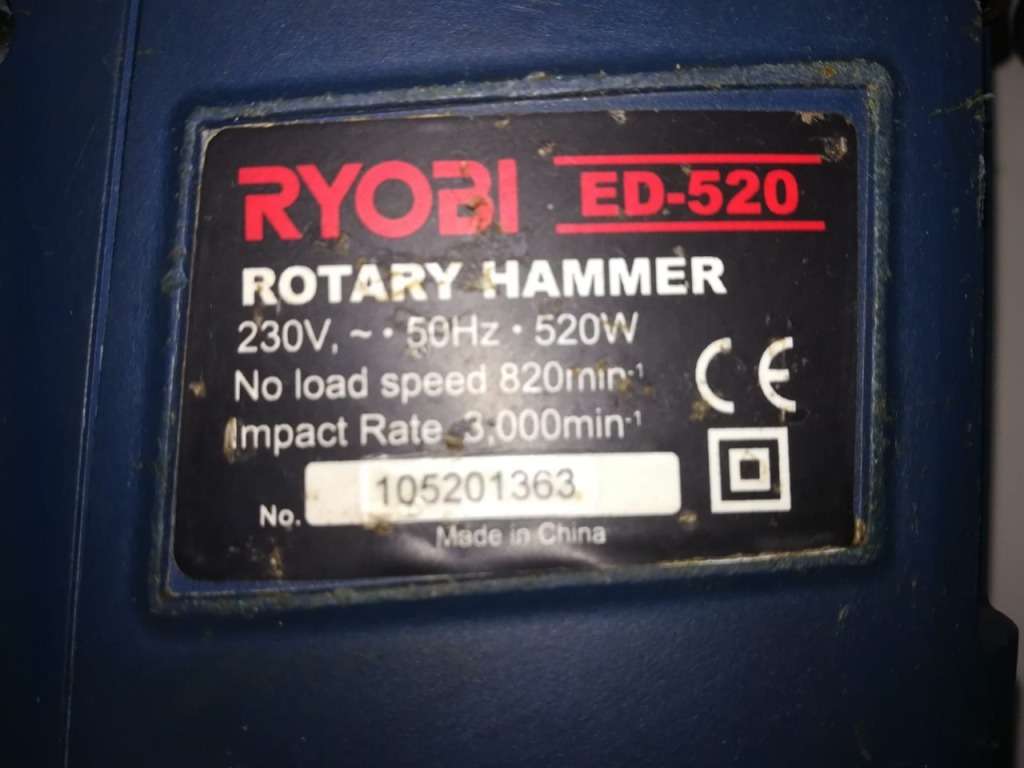 RYOBI ED-520
ROTARY HAMMER
230V, ~ · 50Hz · 520W
No load speed 820min-1
Impact Rate 3,000min-1
No. 105201363
Made in China
CE